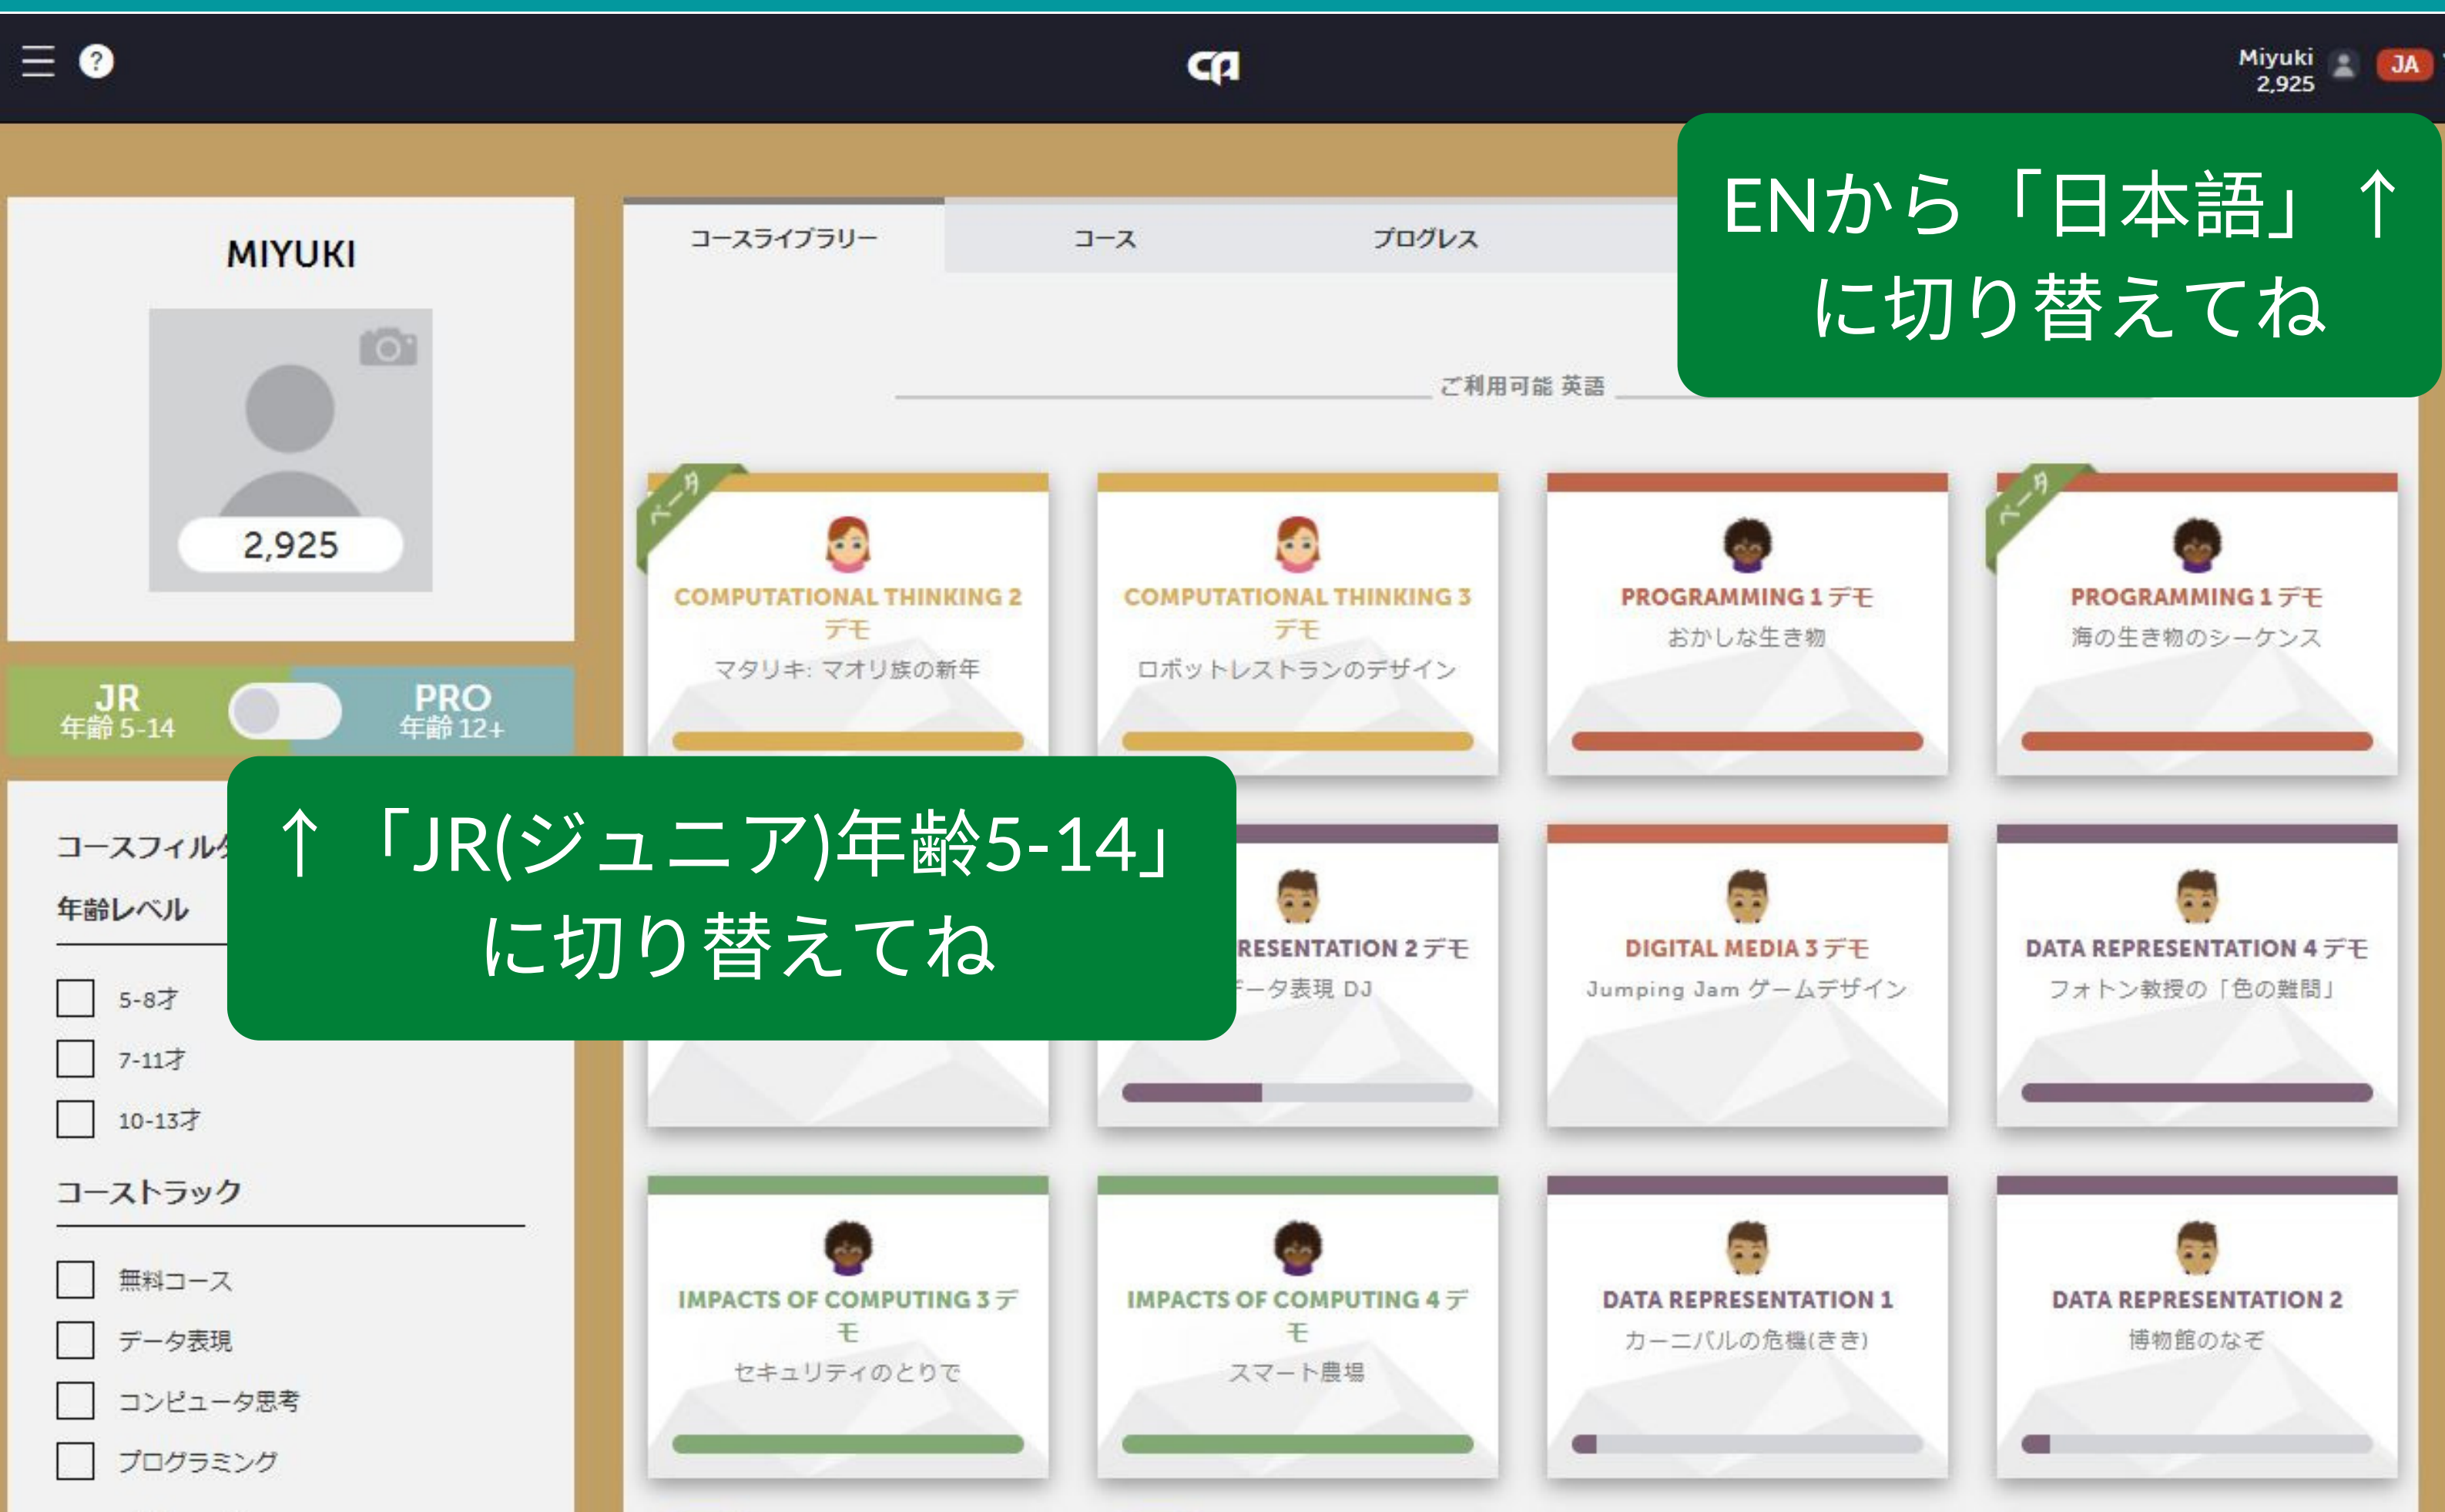 ?
Miyuki
2,925
JA
ENから「日本語」↑
に切り替えてね
MIYUKI
2,925
JR
年齢 5-14
PRO
年齢 12+
↑「JR(ジュニア)年齢5-14」
に切り替えてね
年齢レベル
5-8才
7-11才
10-13才
コーストラック
無料コース
データ表現
コンピュータ思考
プログラミング
コースライブラリー
コース
プログレス
ご利用可能 英語
ベータ
COMPUTATIONAL THINKING 2
デモ
マタリキ: マオリ族の新年
COMPUTATIONAL THINKING 3
デモ
ロボットレストランのデザイン
PROGRAMMING 1 デモ
おかしな生き物
ベータ
PROGRAMMING 1 デモ
海の生き物のシーケンス
RESENTATION 2 デモ
ータ表現 DJ
DIGITAL MEDIA 3 デモ
Jumping Jam ゲームデザイン
DATA REPRESENTATION 4 デモ
フォトン教授の「色の難問」
IMPACTS OF COMPUTING 3 デ
モ
セキュリティのとりで
IMPACTS OF COMPUTING 4 デ
モ
スマート農場
DATA REPRESENTATION 1
カーニバルの危機(きき)
DATA REPRESENTATION 2
博物館のなぞ